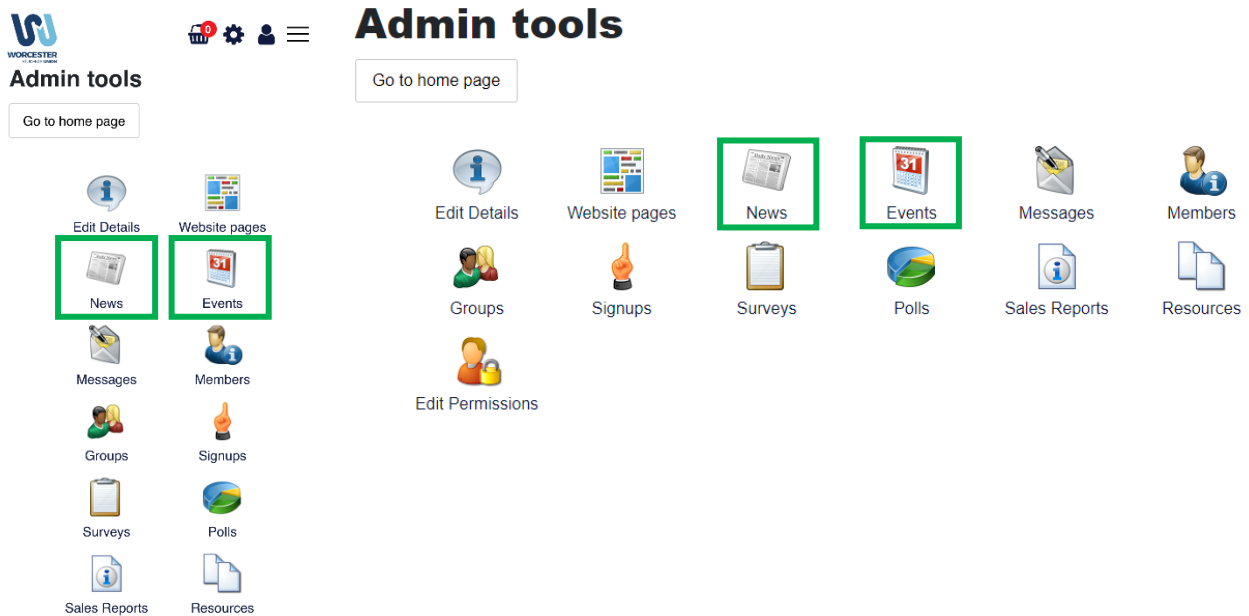 WORCESTER
0
Admin tools
Go to home page
Edit Details Website pages
News Events
Messages Members
Groups Signups
Surveys Polls
Sales Reports Resources
Admin tools
Go to home page
Edit Details Website pages News Events Messages Members
Groups Signups Surveys Polls Sales Reports Resources
Edit Permissions